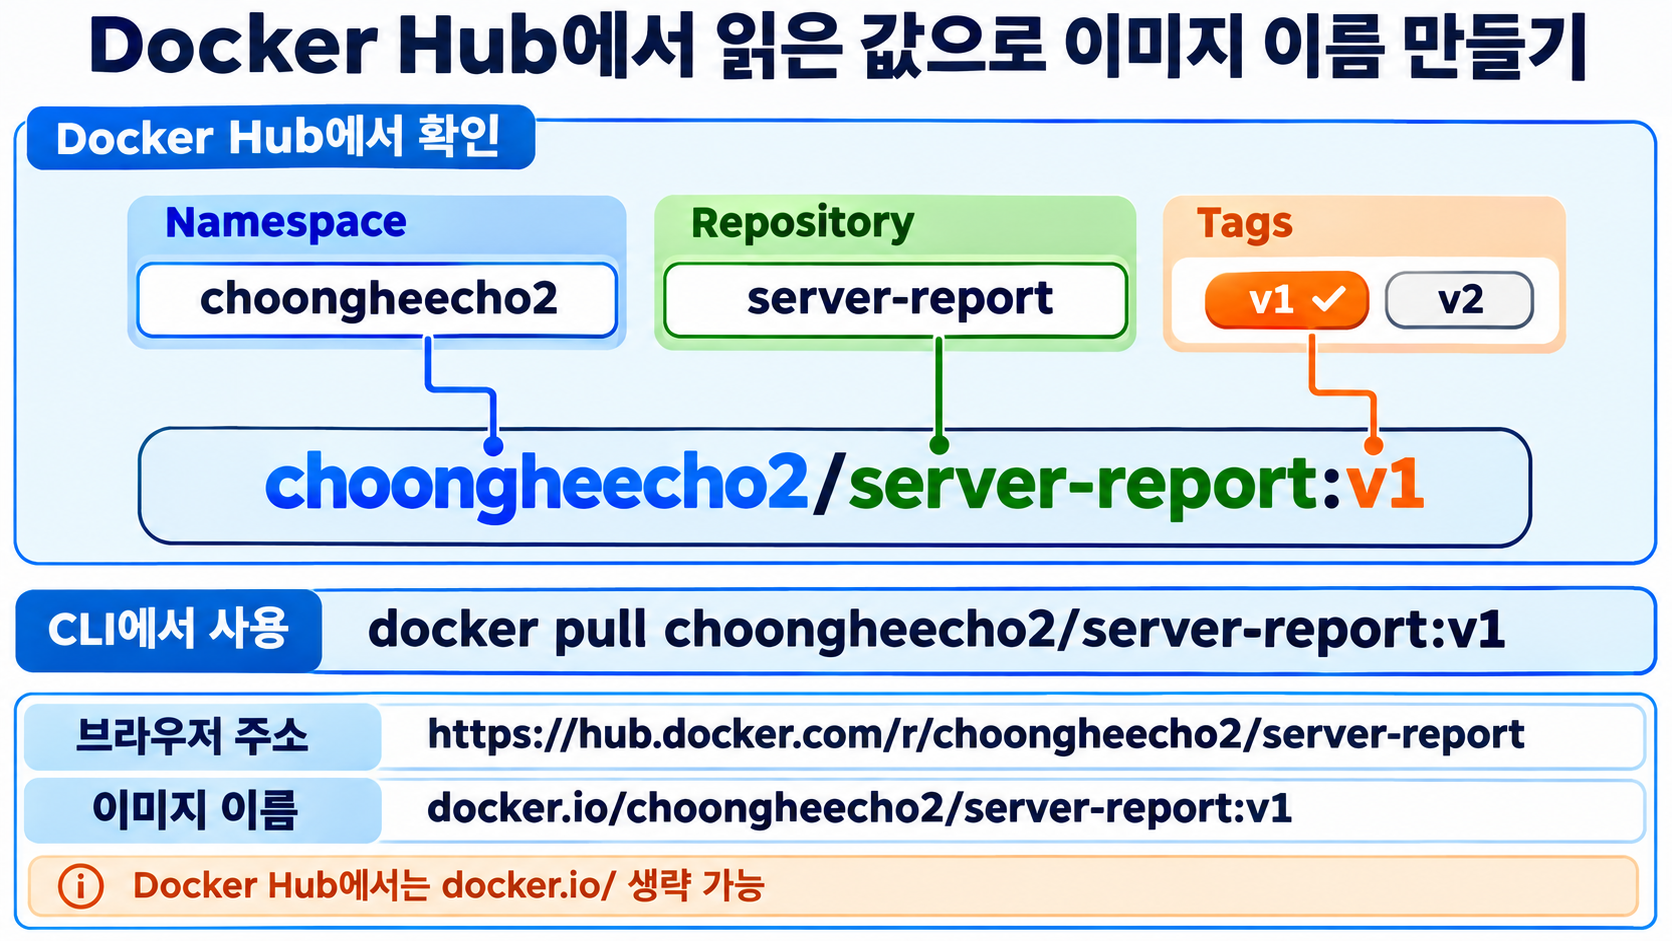 Docker Hub에서 읽은 값으로 이미지 이름 만들기
Docker Hub에서 확인
Namespace
choongheecho2
Repository
server-report
Tags
v1 ✓
v2
choongheecho2/server-report:v1
CLI에서 사용
docker pull choongheecho2/server-report:v1
브라우저 주소
https://hub.docker.com/r/choongheecho2/server-report
이미지 이름
docker.io/choongheecho2/server-report:v1
Docker Hub에서는 docker.io/ 생략 가능